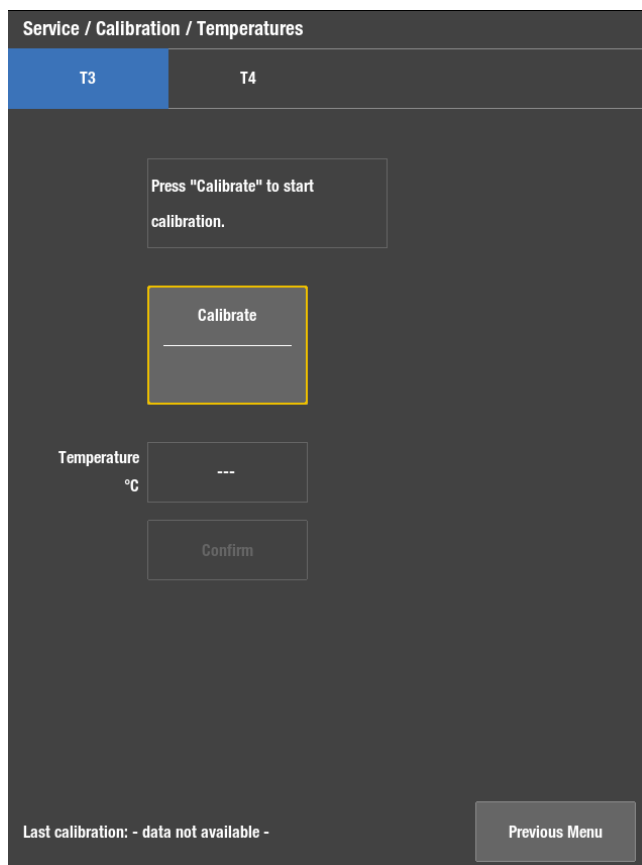 Service / Calibration / Temperatures
T3 T4
Press "Calibrate" to start
calibration.
Calibrate
Temperature
°C
---
Confirm
Last calibration: - data not available -
Previous Menu